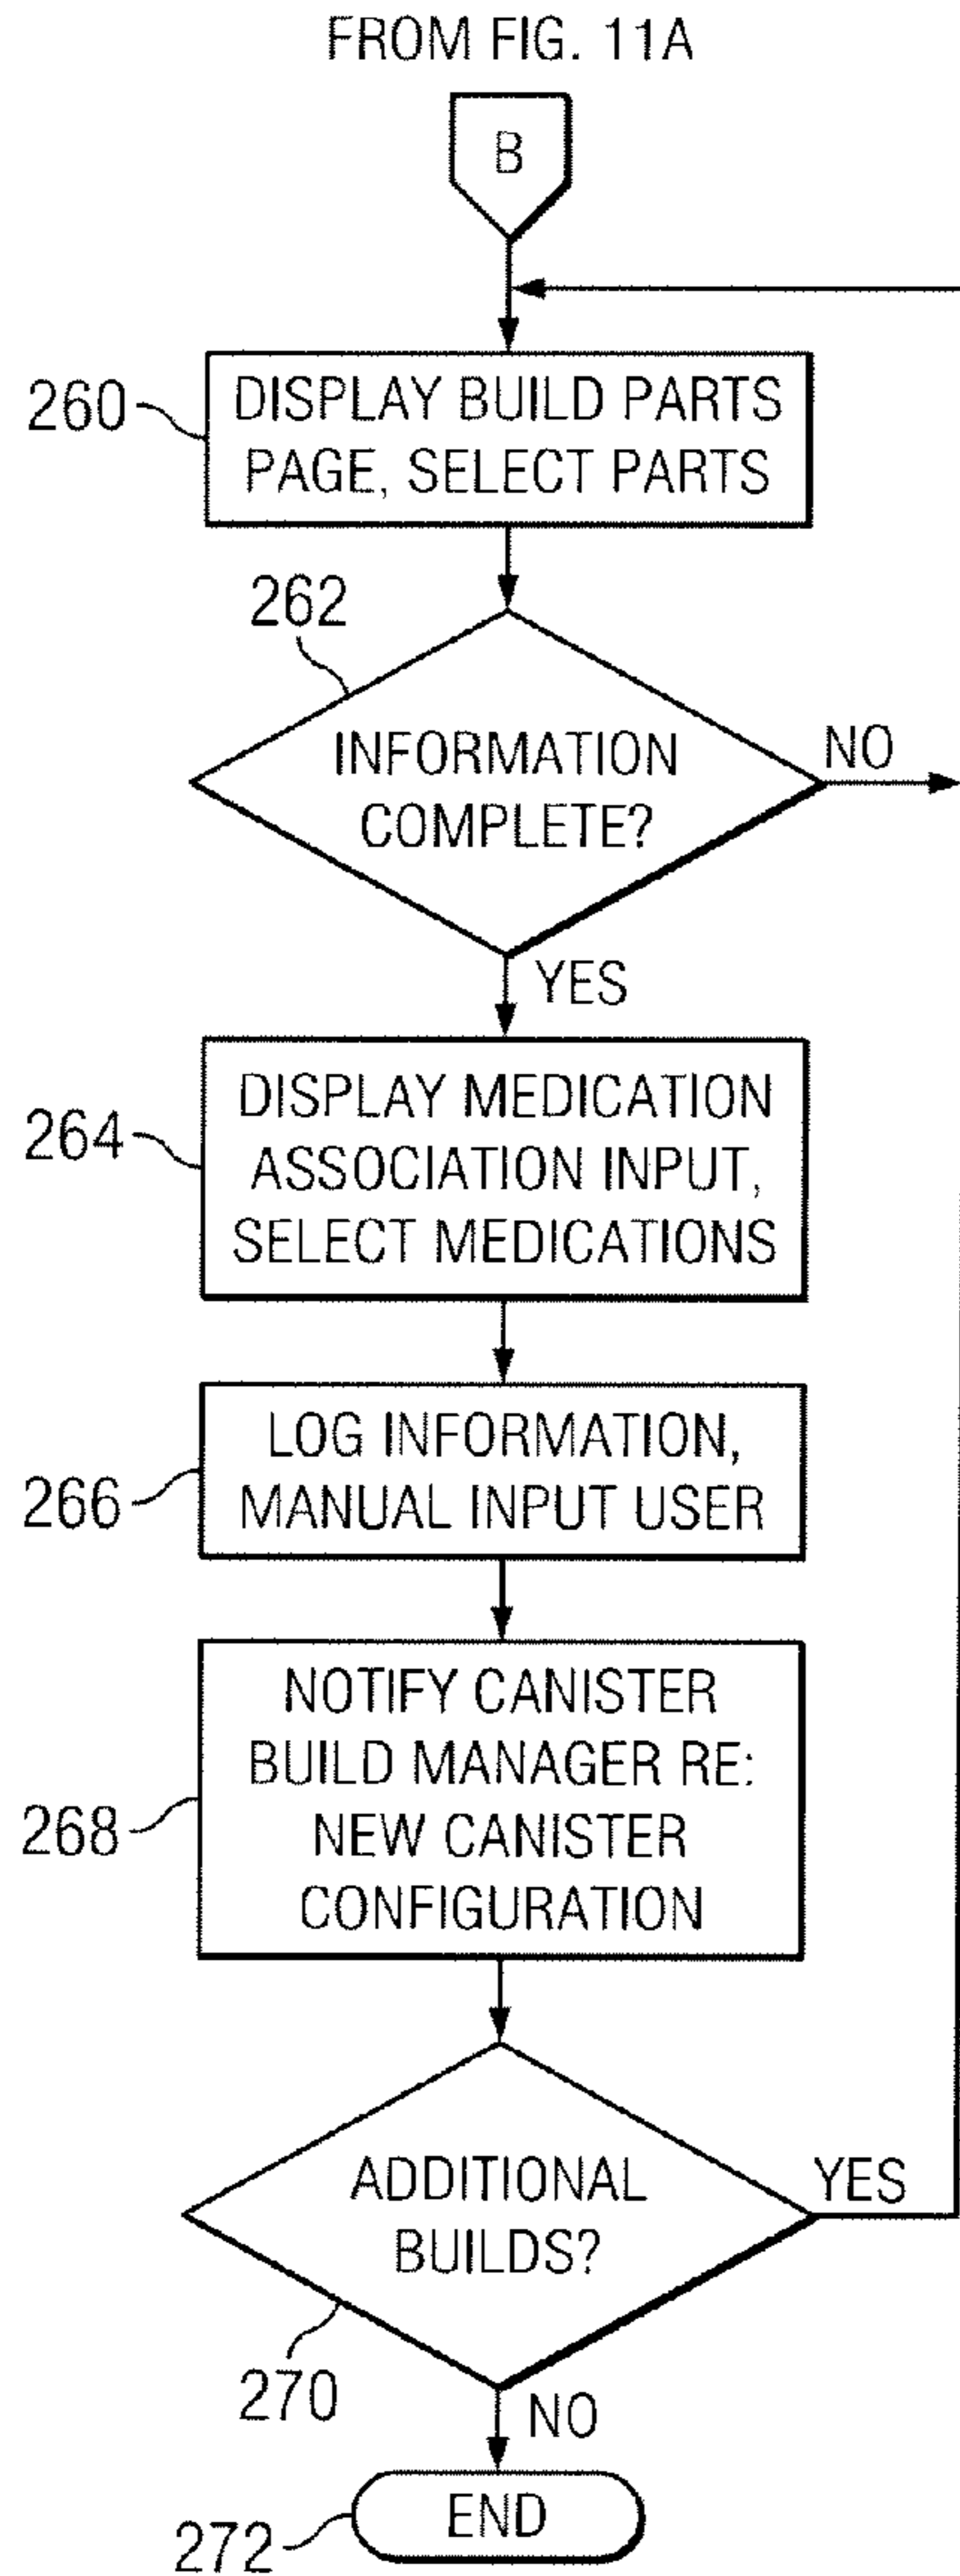 FROM FIG. 11A
B
260
DISPLAY BUILD PARTS
PAGE, SELECT PARTS
262
INFORMATION
COMPLETE?
NO
YES
264
DISPLAY MEDICATION
ASSOCIATION INPUT,
SELECT MEDICATIONS
266
LOG INFORMATION,
MANUAL INPUT USER
268
NOTIFY CANISTER
BUILD MANAGER RE:
NEW CANISTER
CONFIGURATION
ADDITIONAL
BUILDS?
YES
270
NO
END
272